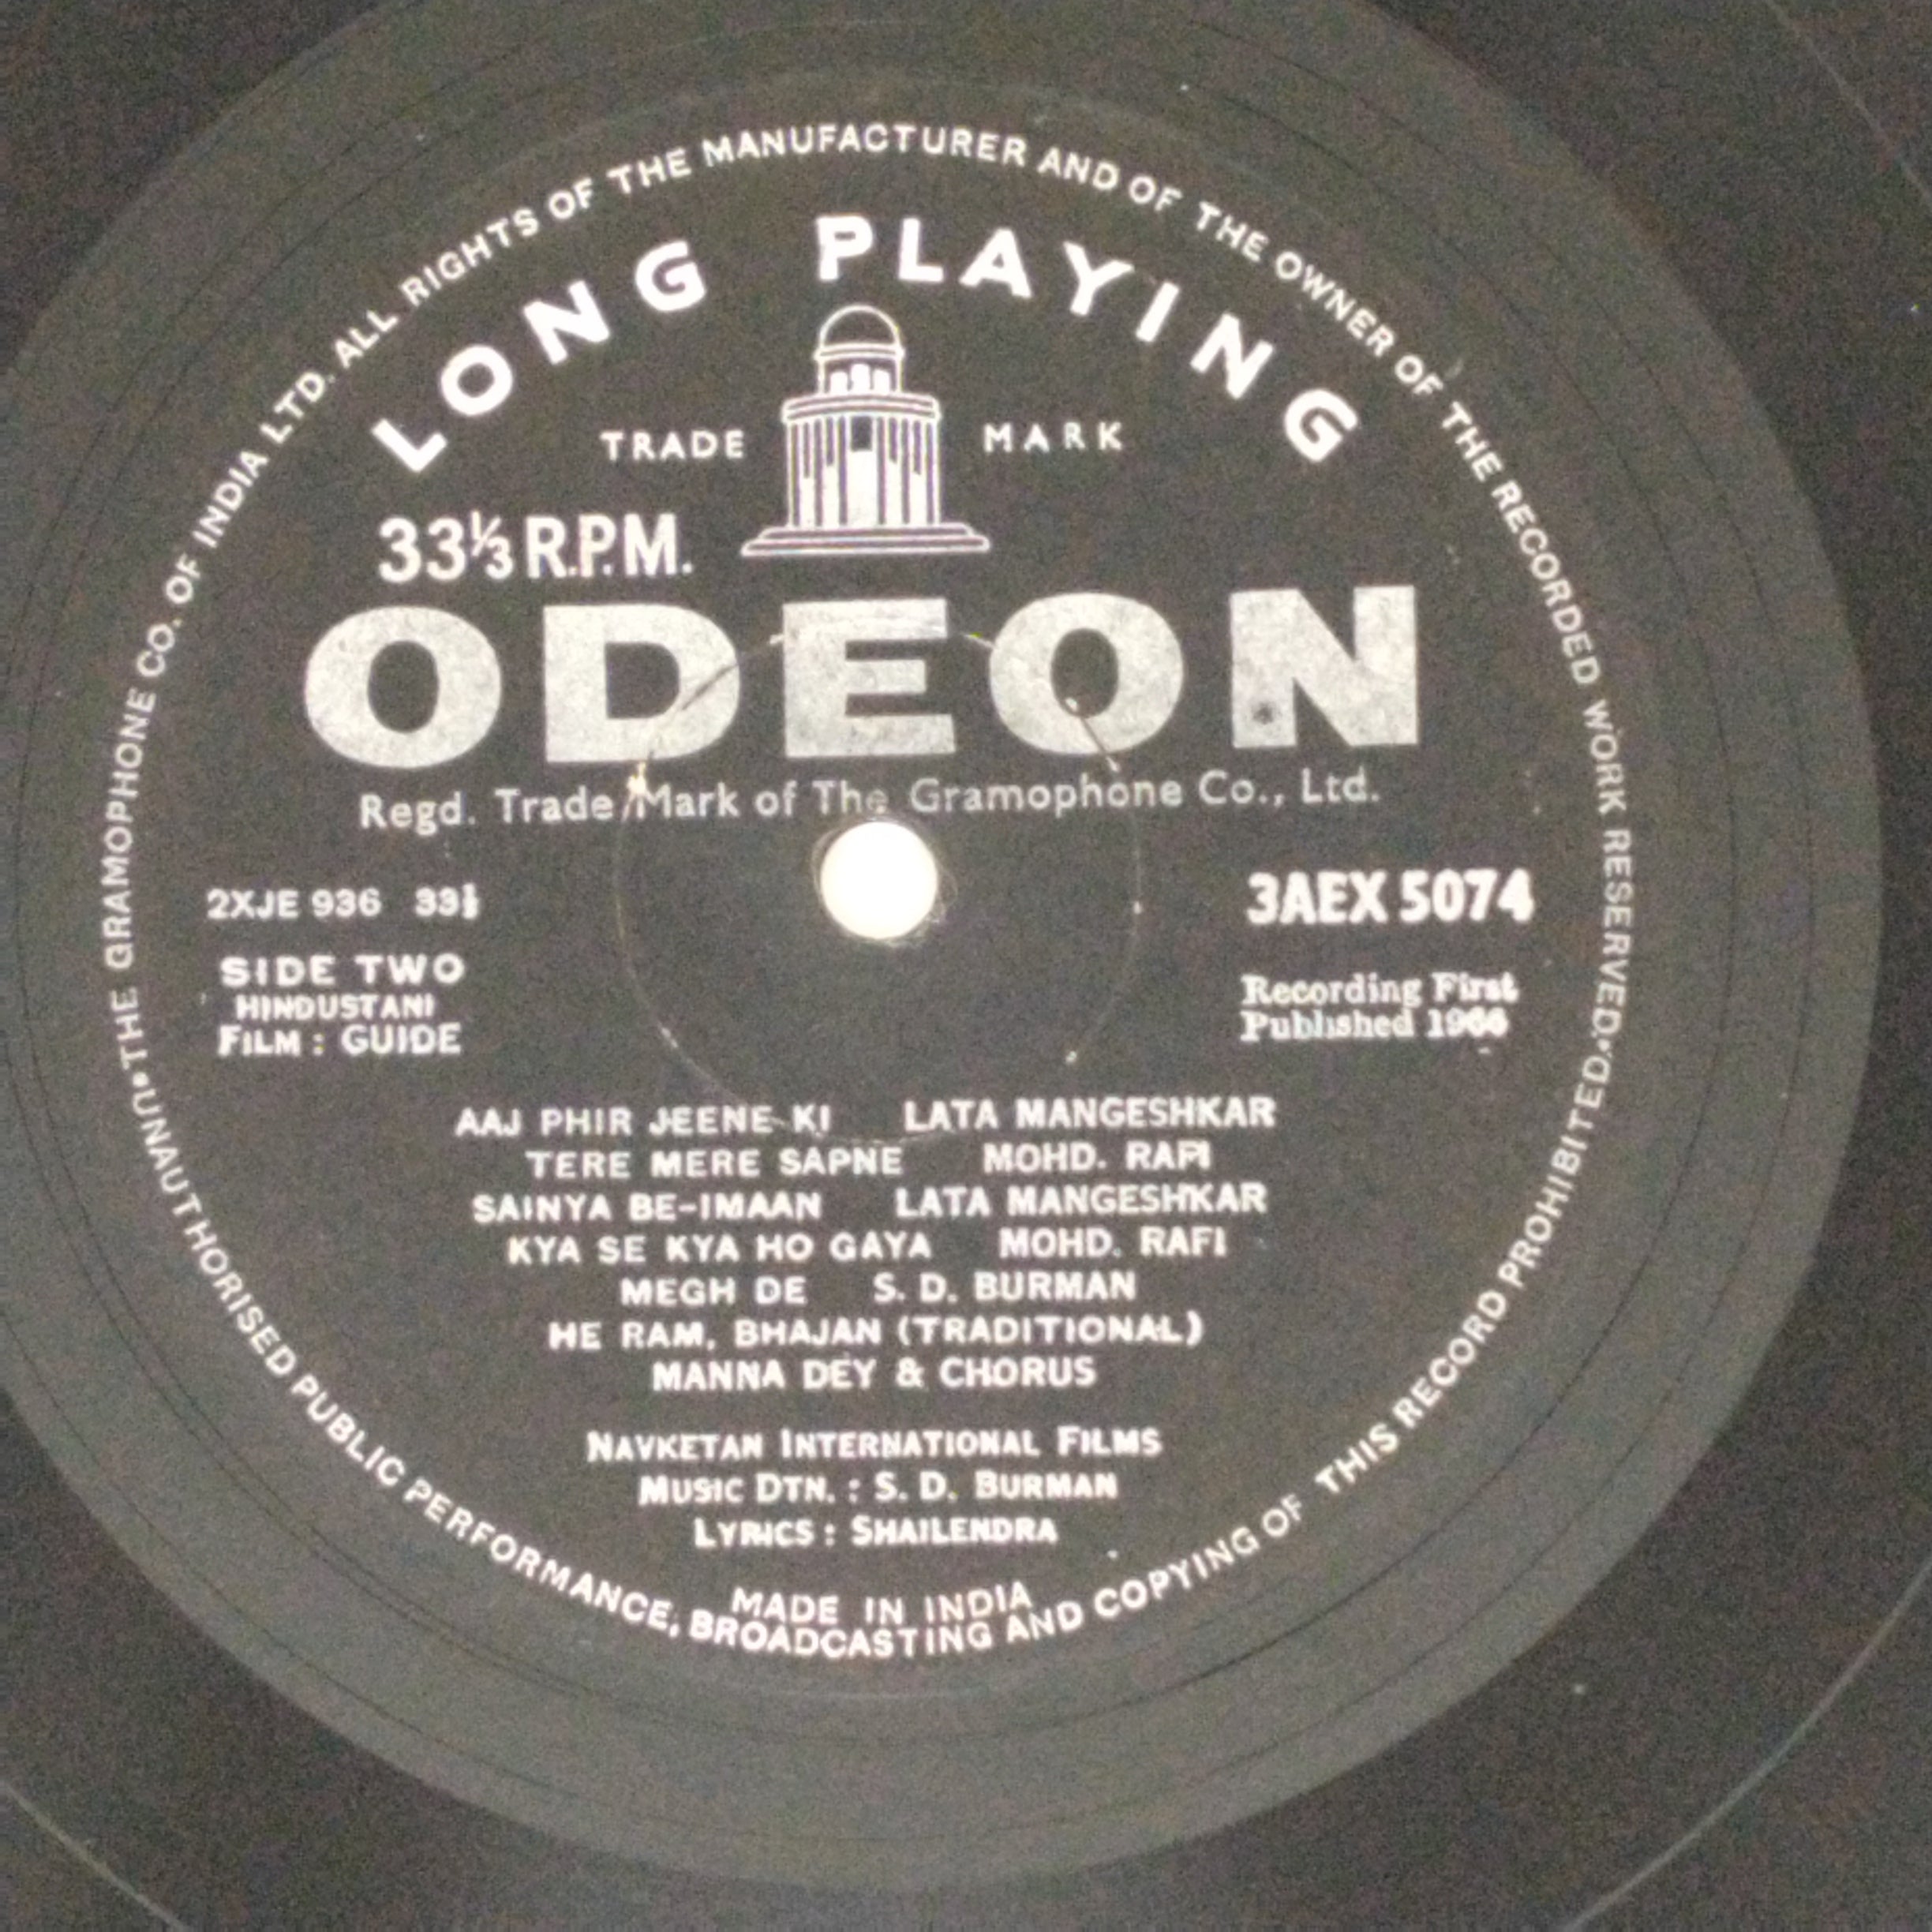 THE GRAMOPHONE CO. OF INDIA LTD. ALL RIGHTS OF THE MANUFACTURER AND OF THE OWNER OF THE RECORDED WORK RESERVED.
LONG PLAYING
TRADE MARK
33⅓ R.P.M.
ODEON
Regd. Trade Mark of The Gramophone Co., Ltd.
2XJE 936 33⅓
3AEX 5074
SIDE TWO
HINDUSTANI
FILM : GUIDE
Recording First
Published
AAJ PHIR JEENE KI LATA MANGESHKAR
TERE MERE SAPNE MOHD. RAFI
SAINYA BE-IMAAN LATA MANGESHKAR
KYA SE KYA HO GAYA MOHD. RAFI
MEGH DE S. D. BURMAN
HE RAM, BHAJAN (TRADITIONAL)
MANNA DEY & CHORUS
NAVKETAN INTERNATIONAL FILMS
MUSIC DTN. : S. D. BURMAN
LYRICS : SHAILENDRA
MADE IN INDIA
UNAUTHORISED PUBLIC PERFORMANCE, BROADCASTING AND COPYING OF THIS RECORD PROHIBITED.